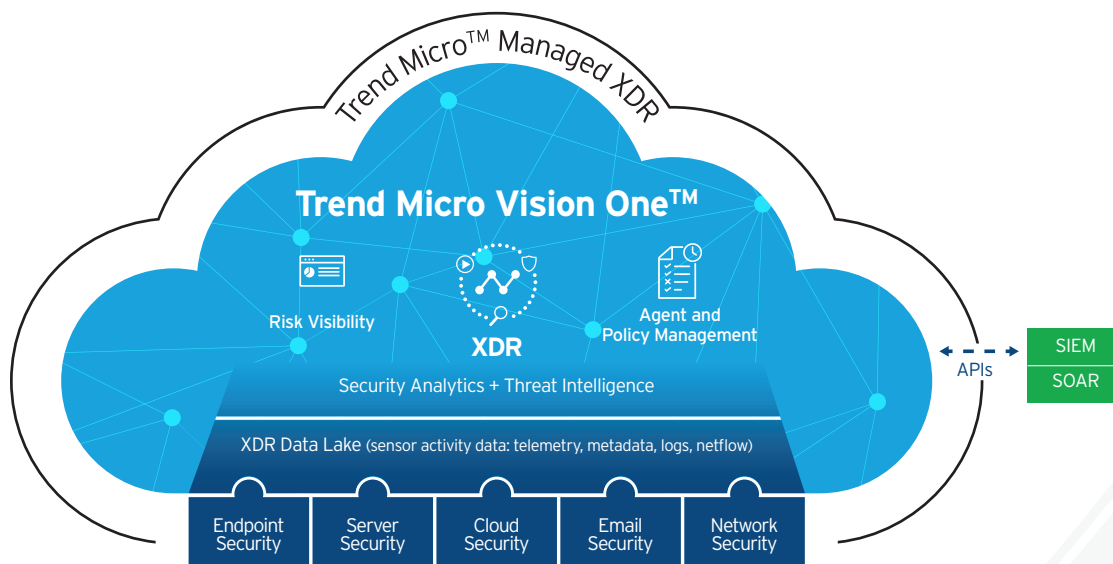 Trend Micro™ Managed XDR
Trend Micro Vision One™
Risk Visibility
XDR
Agent and
Policy Management
Security Analytics + Threat Intelligence
XDR Data Lake (sensor activity data: telemetry, metadata, logs, netflow)
Endpoint
Security
Server
Security
Cloud
Security
Email
Security
Network
Security
APIs
SIEM
SOAR